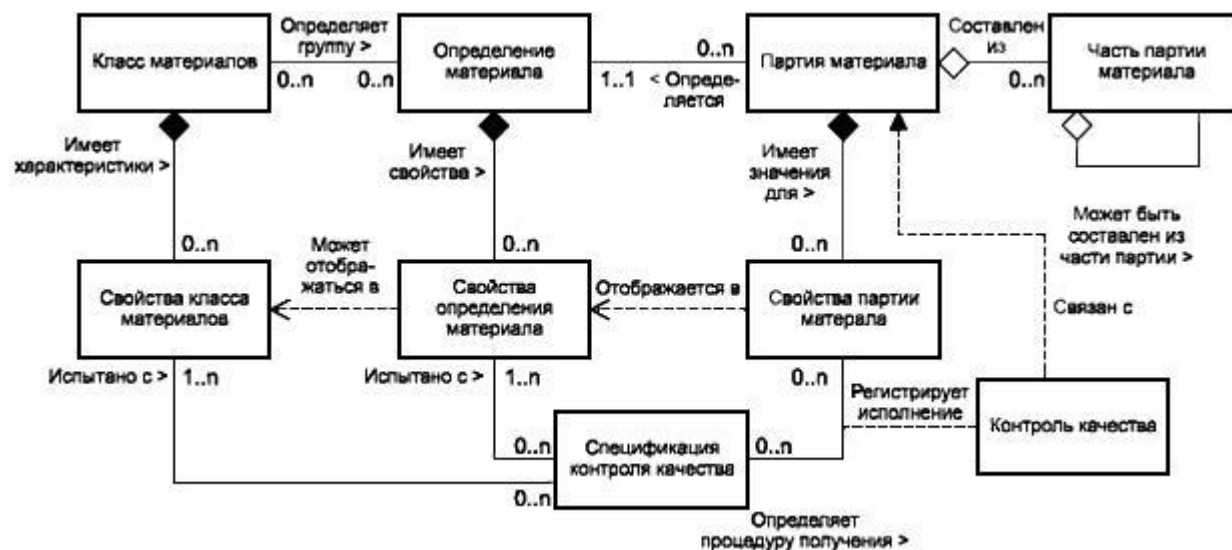 Класс материалов
Определяет
группу >
0..n
0..n
Определение
материала
1..1
0..n
< Опреде-
ляется
Партия материала
Составлен
из
0..n
Часть партии
материала
Имеет
характеристики >
Имеет
свойства >
Имеет
значения
для >
Может быть
составлен из
части партии >
0..n
0..n
0..n
Может
отобра-
жаться в
Отображается в
Свойства класса
материалов
Свойства
определения
материала
Свойства партии
матерала
Связан с
Испытано с >
1..n
Испытано с >
1..n
0..n
Регистрирует
исполнение
Контроль качества
0..n
0..n
Спецификация
контроля качества
0..n
Определяет
процедуру получения >